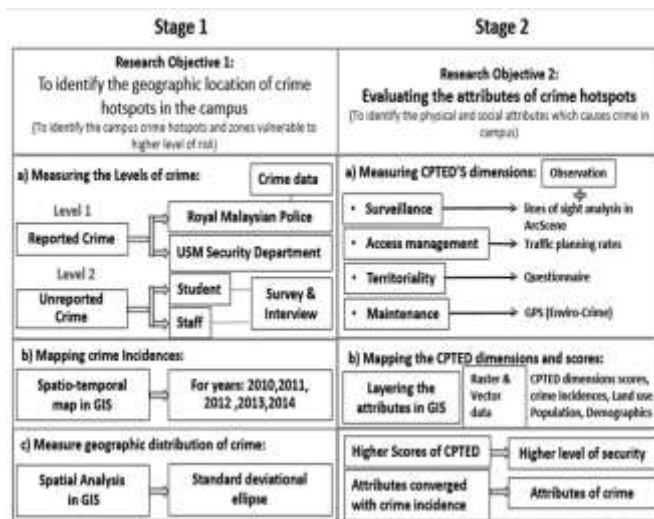 Stage 1
Research Objective 1:
To identify the geographic location of crime
hotspots in the campus
(To identify the campus crime hotspots and zones vulnerable
to higher level of risk)
a) Measuring the Levels of crime:
Crime data
Level 1
Reported Crime
Royal Malaysian Police
USM Security Department
Level 2
Unreported
Crime
Student
Staff
Survey &
Interview
b) Mapping crime Incidences:
Spatio-temporal
map in GIS
For years: 2010,2011,
2012 ,2013,2014
c) Measure geographic distribution of crime:
Spatial Analysis
in GIS
Standard deviational
ellipse
Stage 2
Research Objective 2:
Evaluating the attributes of crime hotspots
(To identify the physical and social attributes which causes crime in
campus)
a) Measuring CPTED'S dimensions:
Observation
• Surveillance
lines of sight analysis in
ArcScene
• Access management
Traffic planning rates
• Territoriality
Questionnaire
• Maintenance
GPS (Enviro-Crime)
b) Mapping the CPTED dimensions and scores:
Layering the
attributes in GIS
Raster &
Vector
data
CPTED dimensions scores,
crime incidences, Land use
Population, Demographics
Higher Scores of CPTED
Higher level of security
Attributes converged
with crime incidence
Attributes of crime